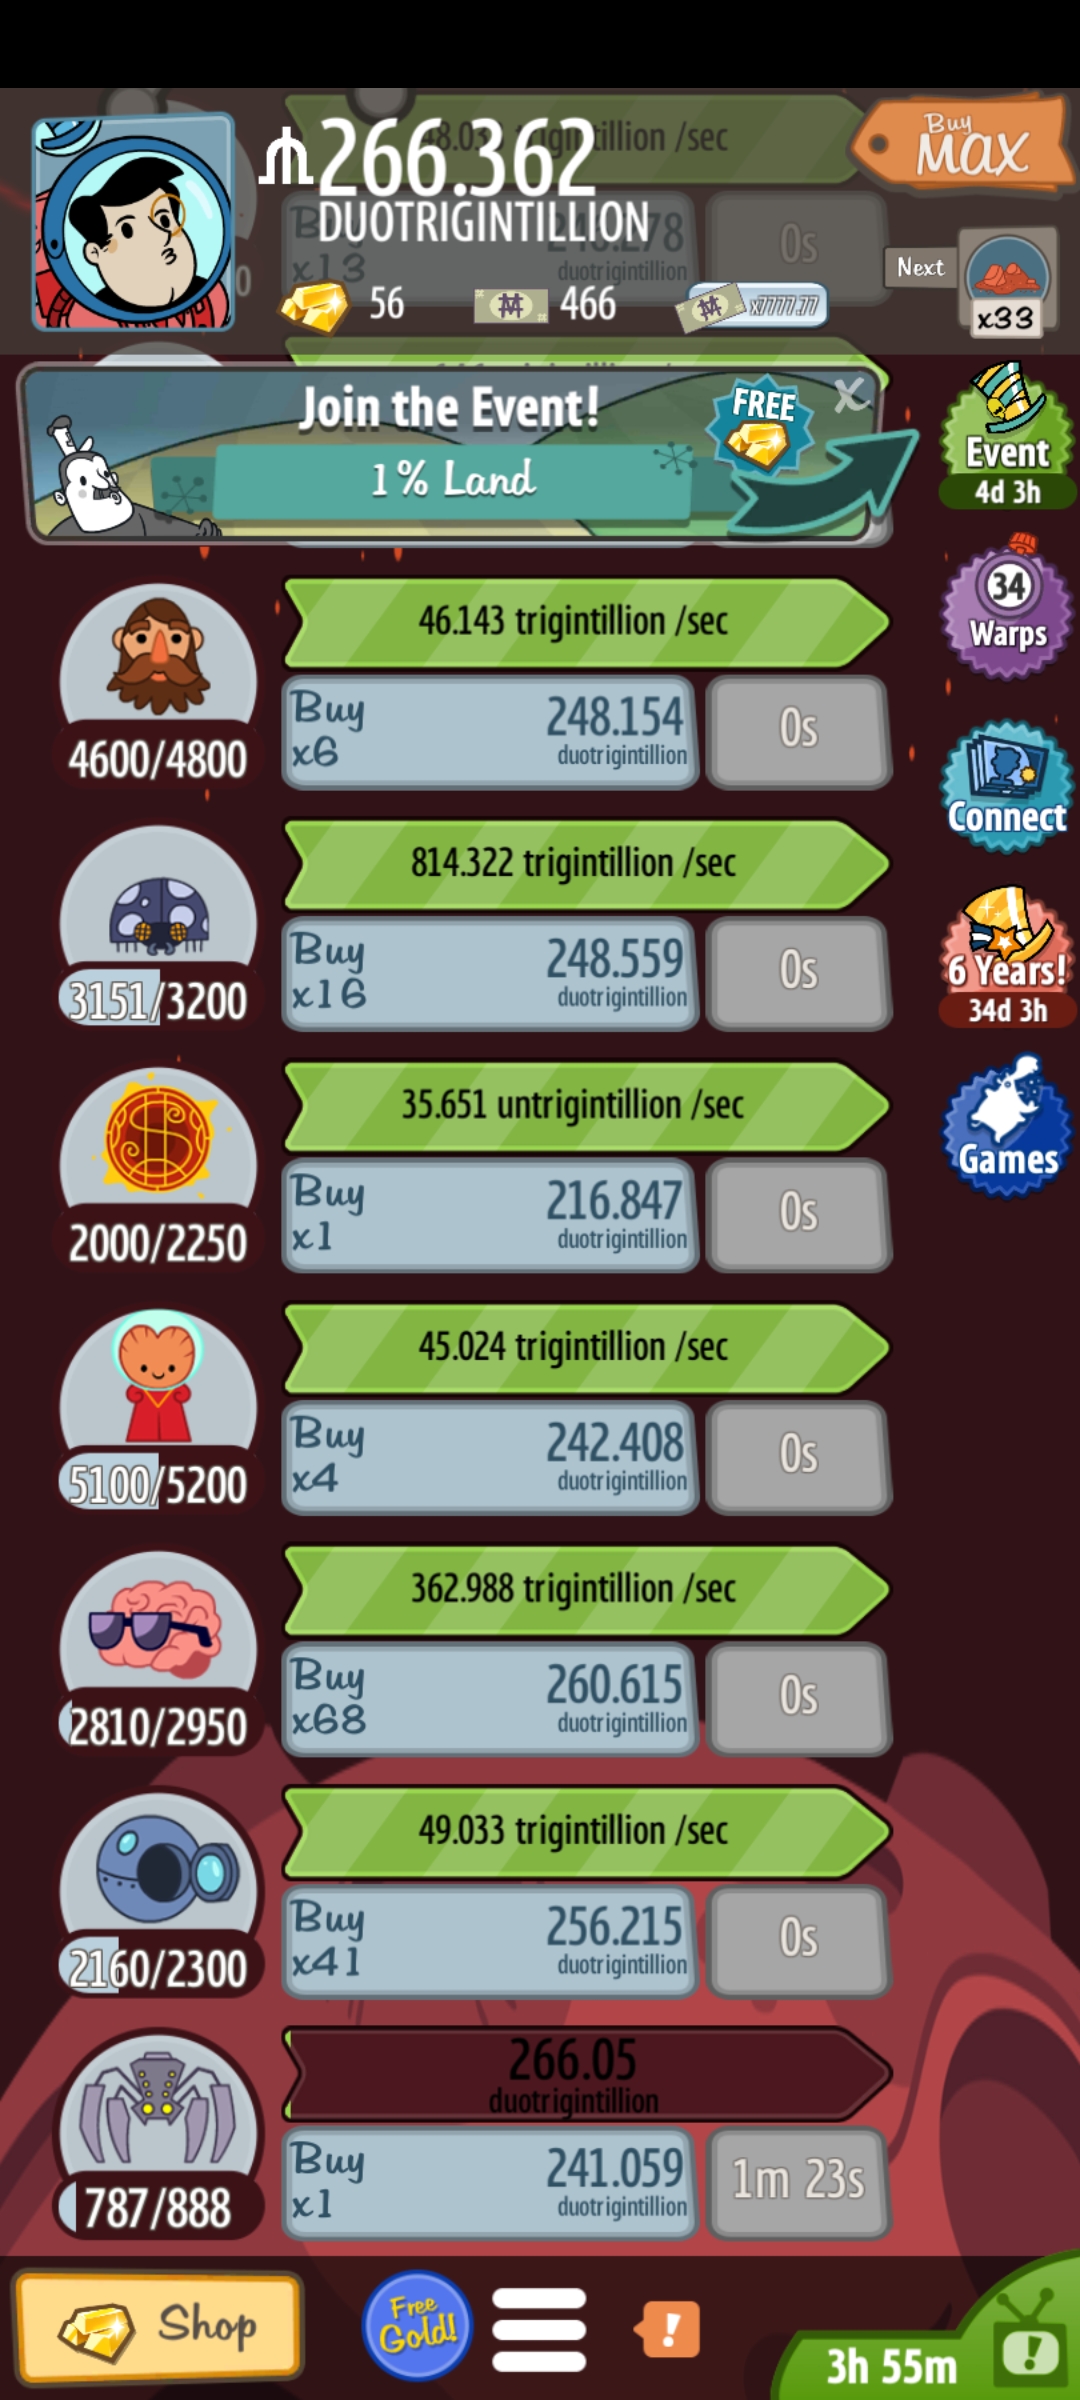 266.362
DUOTRIGINTILLION
Buy
MAX
56
466
x7777.77
Next
x33
Buy
x13
duotrigintillion
0s
Join the Event!
FREE
X
1% Land
Event
4d 3h
46.143 trigintillion /sec
Buy
x6
248.154
duotrigintillion
0s
4600/4800
34
Warps
814.322 trigintillion /sec
Buy
x16
248.559
duotrigintillion
0s
3151/3200
Connect
6 Years!
34d 3h
35.651 untrigintillion /sec
Buy
x1
216.847
duotrigintillion
0s
2000/2250
Games
45.024 trigintillion /sec
Buy
x4
242.408
duotrigintillion
0s
5100/5200
362.988 trigintillion /sec
Buy
x68
260.615
duotrigintillion
0s
2810/2950
49.033 trigintillion /sec
Buy
x41
256.215
duotrigintillion
0s
2160/2300
266.05
duotrigintillion
Buy
x1
241.059
duotrigintillion
1m 23s
787/888
Shop
Free
Gold!
!
3h 55m
!